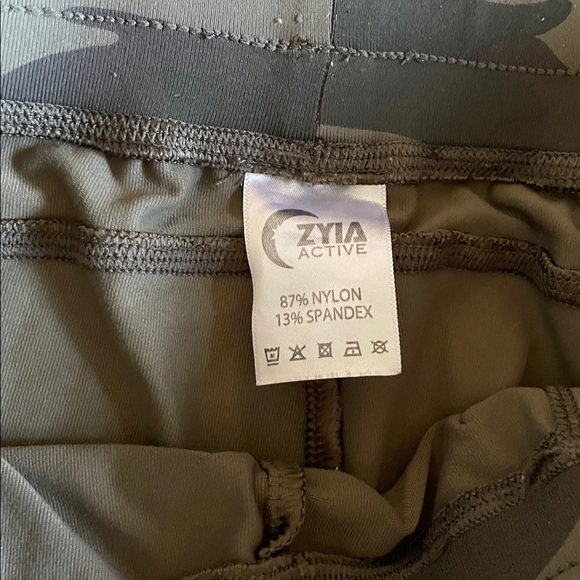 ZYIA
ACTIVE
87% NYLON
13% SPANDEX